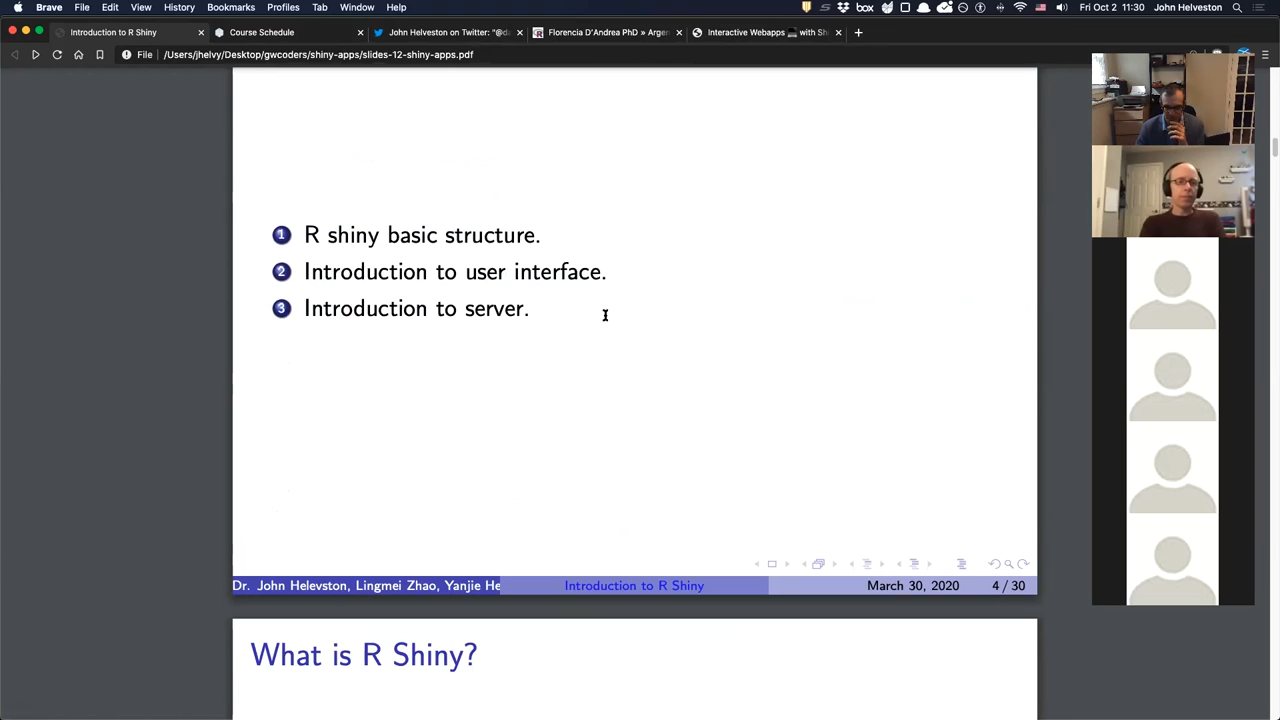 Brave File Edit View History Bookmarks Profiles Tab Window Help box Fri Oct 2 11:30 John Helveston
Introduction to R Shiny × Course Schedule × John Helveston on Twitter: "@da × Florencia D'Andrea PhD » Argen × Interactive Webapps with Sh × +
File /Users/jhelvy/Desktop/gwcoders/shiny-apps/slides-12-shiny-apps.pdf
1 R shiny basic structure.
2 Introduction to user interface.
3 Introduction to server.
Dr. John Helevston, Lingmei Zhao, Yanjie He Introduction to R Shiny March 30, 2020 4 / 30
What is R Shiny?